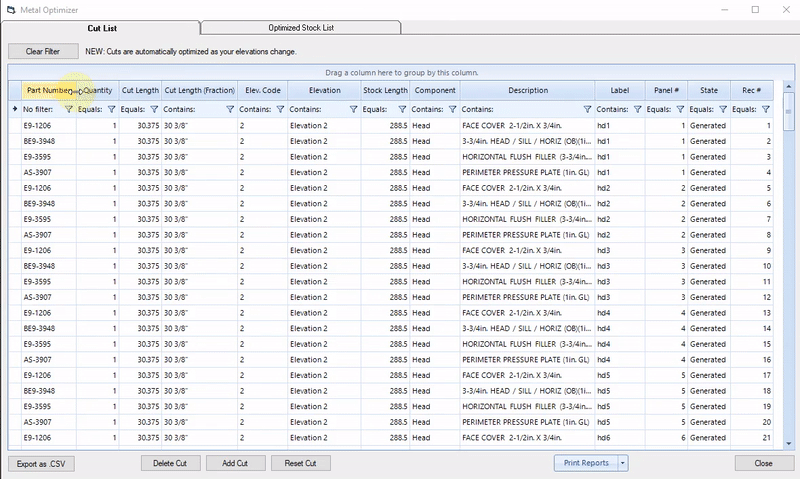 Metal Optimizer
Cut List
Optimized Stock List
Clear Filter NEW: Cuts are automatically optimized as your elevations change.
Drag a column here to group by this column.
Part Number Quantity Cut Length Cut Length (Fraction) Elev. Code Elevation Stock Length Component Description Label Panel # State Rec #
No filter: Equals: Equals: Contains: Contains: Contains: Equals: Contains: Contains: Contains: Equals: Equals: Equals:
E9-1206 1 30.375 30 3/8" 2 Elevation 2 288.5 Head FACE COVER 2-1/2in. X 3/4in. hd1 1 Generated 1
BE9-3948 1 30.375 30 3/8" 2 Elevation 2 288.5 Head 3-3/4in. HEAD / SILL / HORIZ (OB)(1i... hd1 1 Generated 2
E9-3595 1 30.375 30 3/8" 2 Elevation 2 288.5 Head HORIZONTAL FLUSH FILLER (3-3/4in.... hd1 1 Generated 3
AS-3907 1 30.375 30 3/8" 2 Elevation 2 288.5 Head PERIMETER PRESSURE PLATE (1in. GL) hd1 1 Generated 4
E9-1206 1 30.375 30 3/8" 2 Elevation 2 288.5 Head FACE COVER 2-1/2in. X 3/4in. hd2 2 Generated 5
BE9-3948 1 30.375 30 3/8" 2 Elevation 2 288.5 Head 3-3/4in. HEAD / SILL / HORIZ (OB)(1i... hd2 2 Generated 6
E9-3595 1 30.375 30 3/8" 2 Elevation 2 288.5 Head HORIZONTAL FLUSH FILLER (3-3/4in.... hd2 2 Generated 7
AS-3907 1 30.375 30 3/8" 2 Elevation 2 288.5 Head PERIMETER PRESSURE PLATE (1in. GL) hd2 2 Generated 8
E9-1206 1 30.375 30 3/8" 2 Elevation 2 288.5 Head FACE COVER 2-1/2in. X 3/4in. hd3 3 Generated 9
BE9-3948 1 30.375 30 3/8" 2 Elevation 2 288.5 Head 3-3/4in. HEAD / SILL / HORIZ (OB)(1i... hd3 3 Generated 10
E9-3595 1 30.375 30 3/8" 2 Elevation 2 288.5 Head HORIZONTAL FLUSH FILLER (3-3/4in.... hd3 3 Generated 11
AS-3907 1 30.375 30 3/8" 2 Elevation 2 288.5 Head PERIMETER PRESSURE PLATE (1in. GL) hd3 3 Generated 12
E9-1206 1 30.375 30 3/8" 2 Elevation 2 288.5 Head FACE COVER 2-1/2in. X 3/4in. hd4 4 Generated 13
BE9-3948 1 30.375 30 3/8" 2 Elevation 2 288.5 Head 3-3/4in. HEAD / SILL / HORIZ (OB)(1i... hd4 4 Generated 14
E9-3595 1 30.375 30 3/8" 2 Elevation 2 288.5 Head HORIZONTAL FLUSH FILLER (3-3/4in.... hd4 4 Generated 15
AS-3907 1 30.375 30 3/8" 2 Elevation 2 288.5 Head PERIMETER PRESSURE PLATE (1in. GL) hd4 4 Generated 16
E9-1206 1 30.375 30 3/8" 2 Elevation 2 288.5 Head FACE COVER 2-1/2in. X 3/4in. hd5 5 Generated 17
BE9-3948 1 30.375 30 3/8" 2 Elevation 2 288.5 Head 3-3/4in. HEAD / SILL / HORIZ (OB)(1i... hd5 5 Generated 18
E9-3595 1 30.375 30 3/8" 2 Elevation 2 288.5 Head HORIZONTAL FLUSH FILLER (3-3/4in.... hd5 5 Generated 19
AS-3907 1 30.375 30 3/8" 2 Elevation 2 288.5 Head PERIMETER PRESSURE PLATE (1in. GL) hd5 5 Generated 20
E9-1206 1 30.375 30 3/8" 2 Elevation 2 288.5 Head FACE COVER 2-1/2in. X 3/4in. hd6 6 Generated 21
Export as .CSV Delete Cut Add Cut Reset Cut Print Reports Close